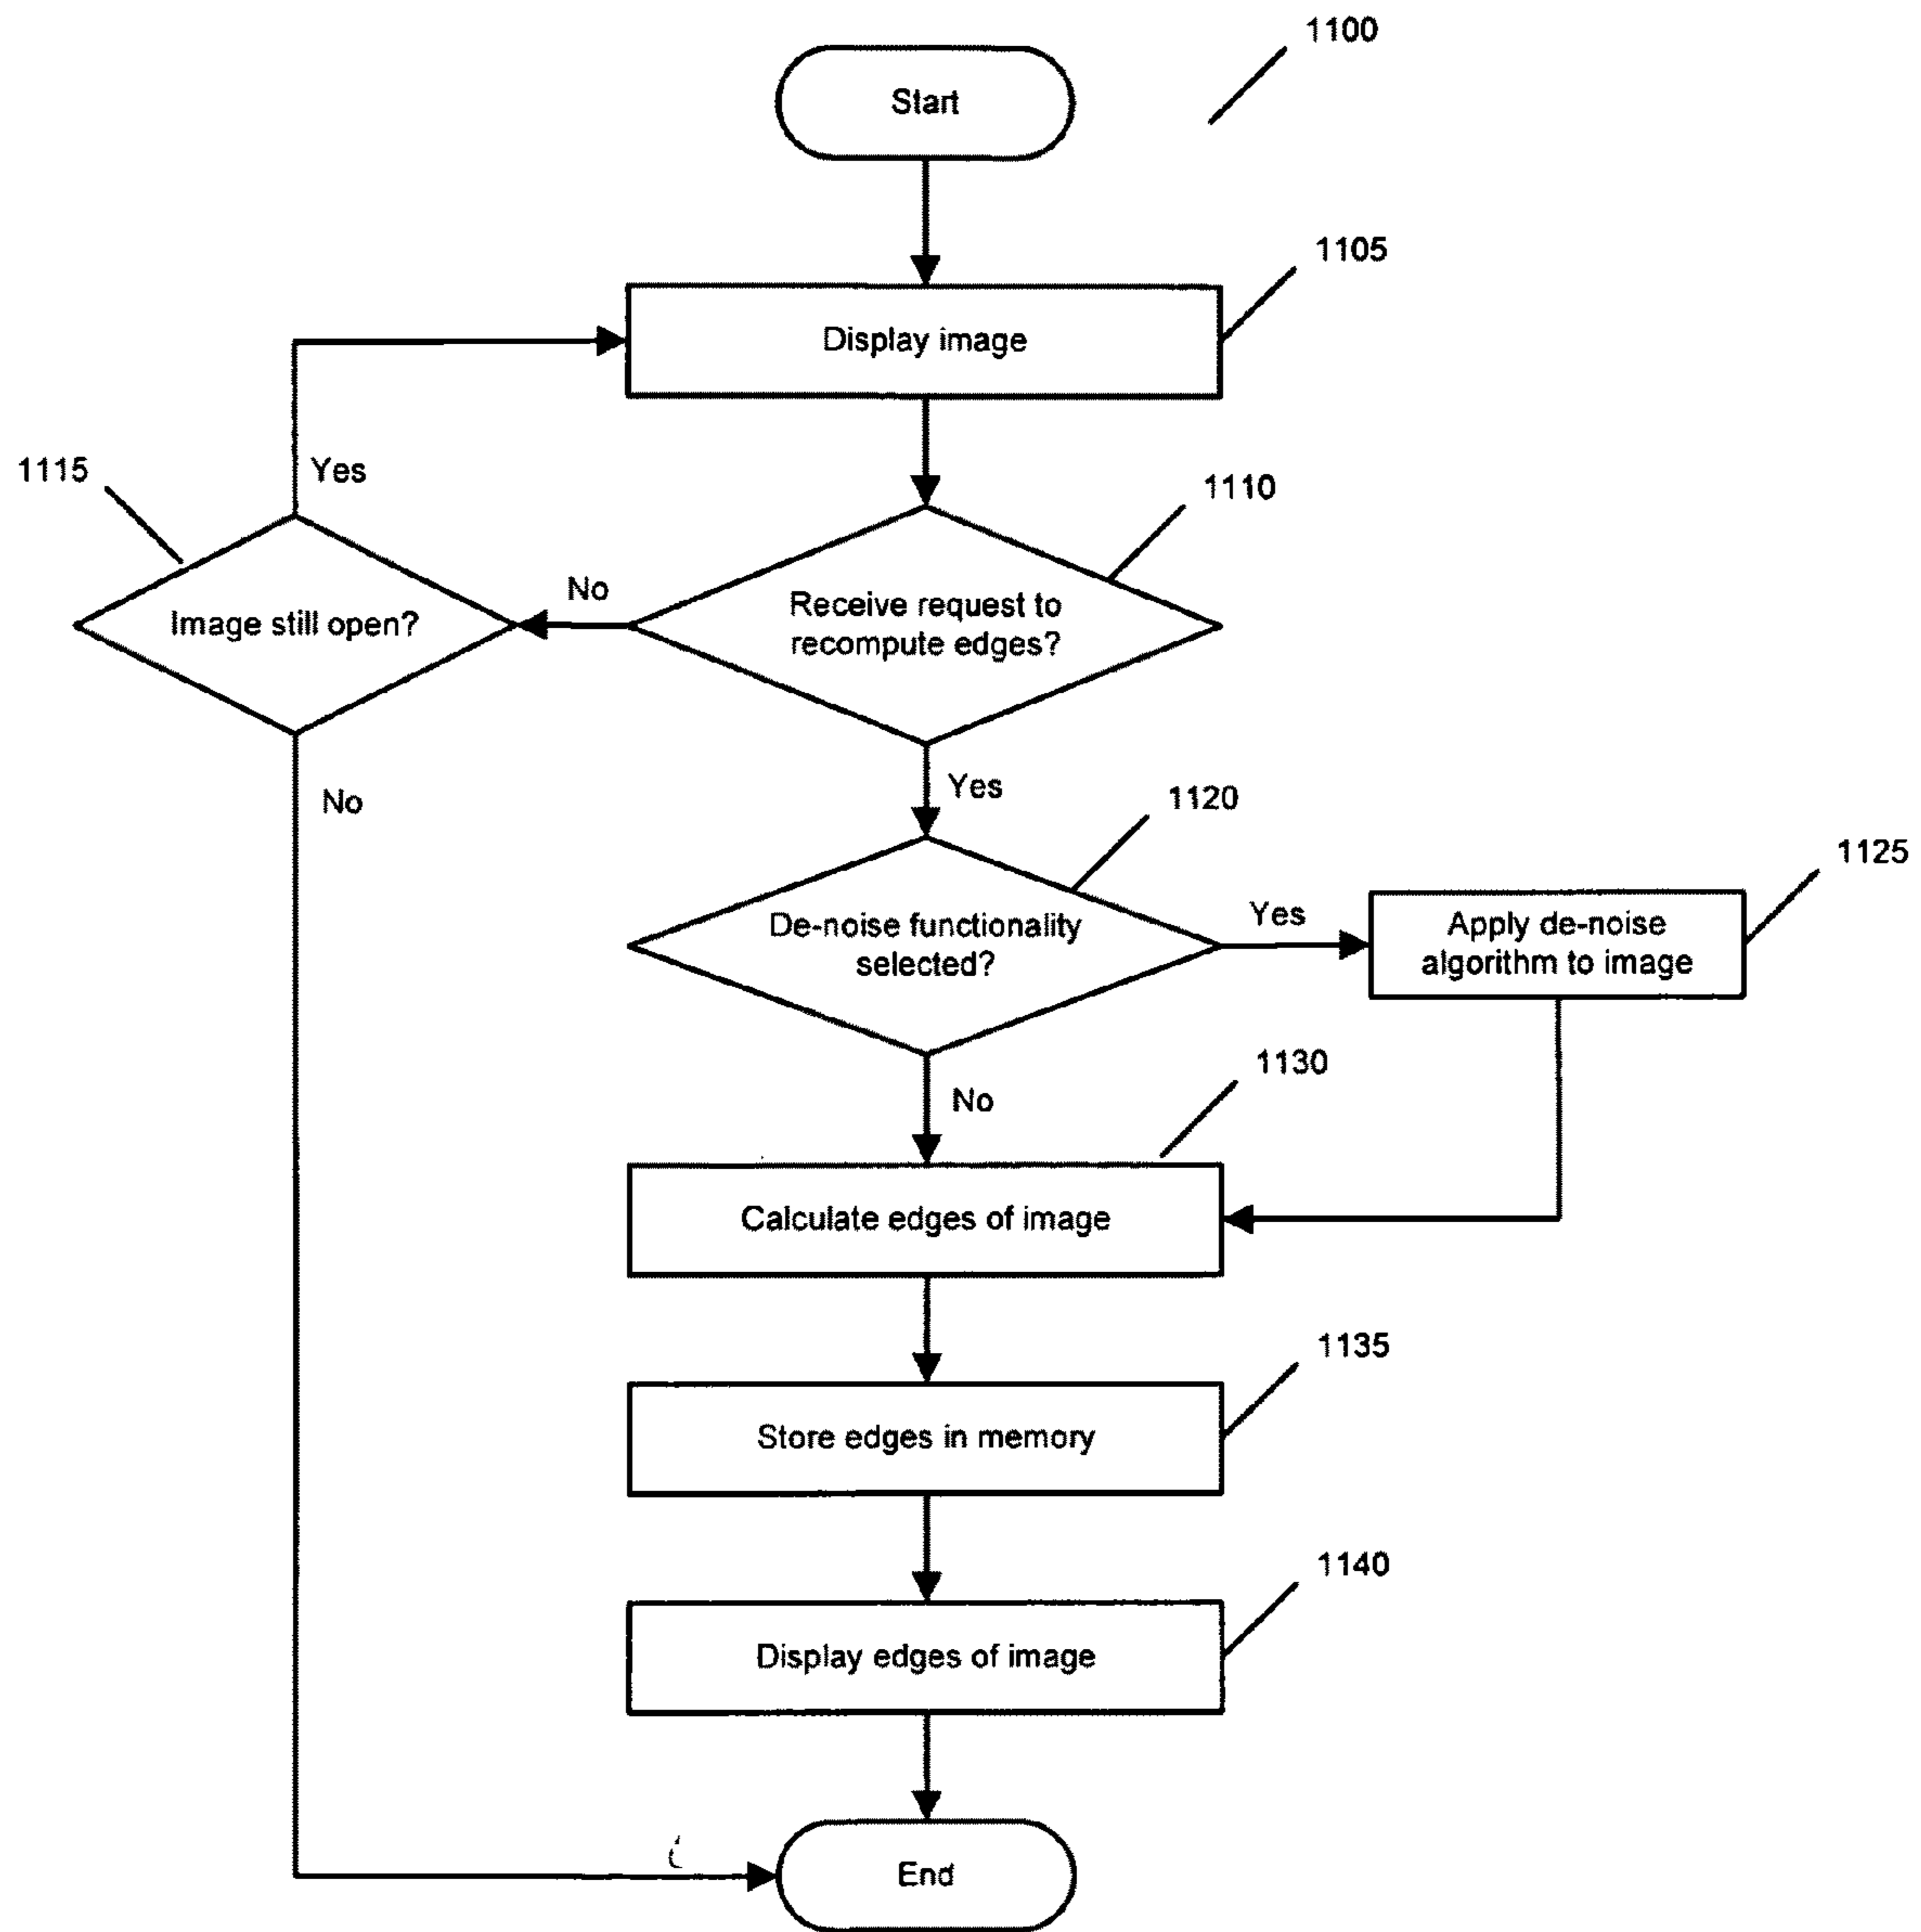 1100
Start
1105
Display image
1115
Yes
1110
Image still open?
No
Receive request to
recompute edges?
No
Yes
1120
1125
De-noise functionality
selected?
Yes
Apply de-noise
algorithm to image
1130
No
Calculate edges of image
1135
Store edges in memory
1140
Display edges of image
End